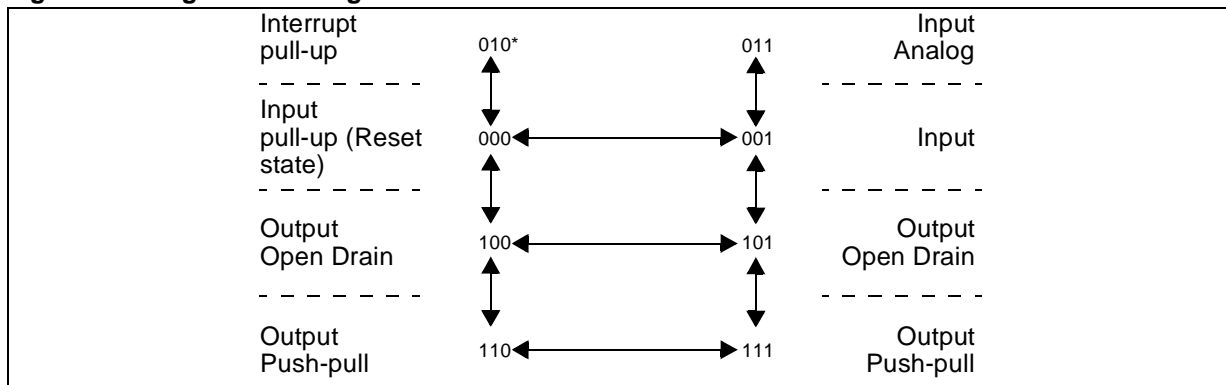 Interrupt
pull-up
010*
011
Input
Analog
Input
pull-up (Reset
state)
000
001
Input
Output
Open Drain
100
101
Output
Open Drain
Output
Push-pull
110
111
Output
Push-pull